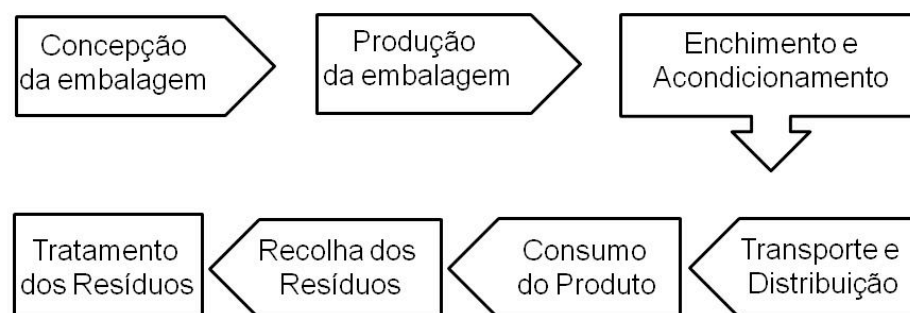 Concepção
da embalagem
Produção
da embalagem
Enchimento e
Acondicionamento
Transporte e
Distribuição
Consumo
do Produto
Recolha dos
Resíduos
Tratamento
dos Resíduos